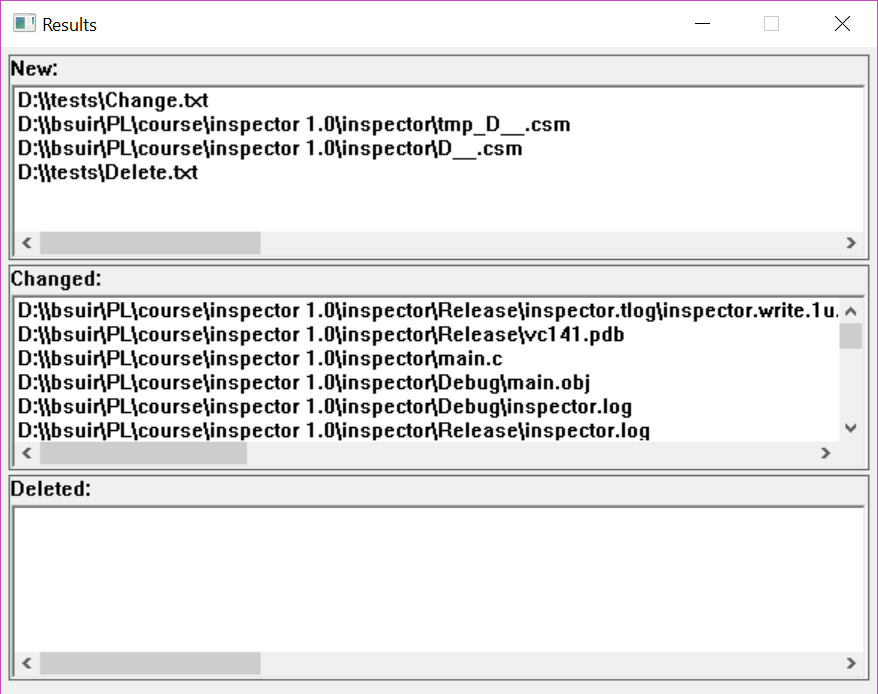 Results
New:
D:\\tests\Change.txt
D:\\bsuir\PL\course\inspector 1.0\inspector\tmp_D__.csm
D:\\bsuir\PL\course\inspector 1.0\inspector\D__.csm
D:\\tests\Delete.txt
Changed:
D:\\bsuir\PL\course\inspector 1.0\inspector\Release\inspector.tlog\inspector.write.1u.
D:\\bsuir\PL\course\inspector 1.0\inspector\Release\vc141.pdb
D:\\bsuir\PL\course\inspector 1.0\inspector\main.c
D:\\bsuir\PL\course\inspector 1.0\inspector\Debug\main.obj
D:\\bsuir\PL\course\inspector 1.0\inspector\Debug\inspector.log
D:\\bsuir\PL\course\inspector 1.0\inspector\Release\inspector.log
Deleted: